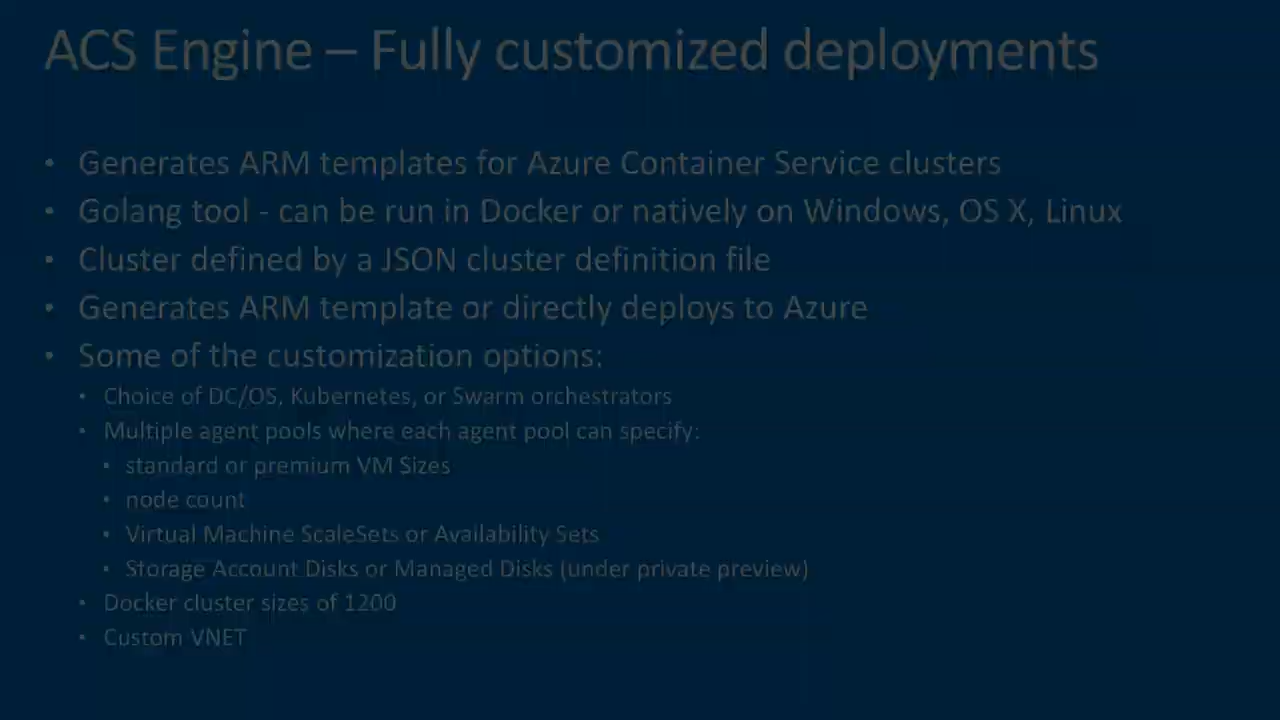 ACS Engine – Fully customized deployments
• Generates ARM templates for Azure Container Service clusters
• Golang tool - can be run in Docker or natively on Windows, OS X, Linux
• Cluster defined by a JSON cluster definition file
• Generates ARM template or directly deploys to Azure
• Some of the customization options:
• Choice of DC/OS, Kubernetes, or Swarm orchestrators
• Multiple agent pools where each agent pool can specify:
• standard or premium VM Sizes
• node count
• Virtual Machine ScaleSets or Availability Sets
• Storage Account Disks or Managed Disks (under private preview)
• Docker cluster sizes of 1200
• Custom VNET